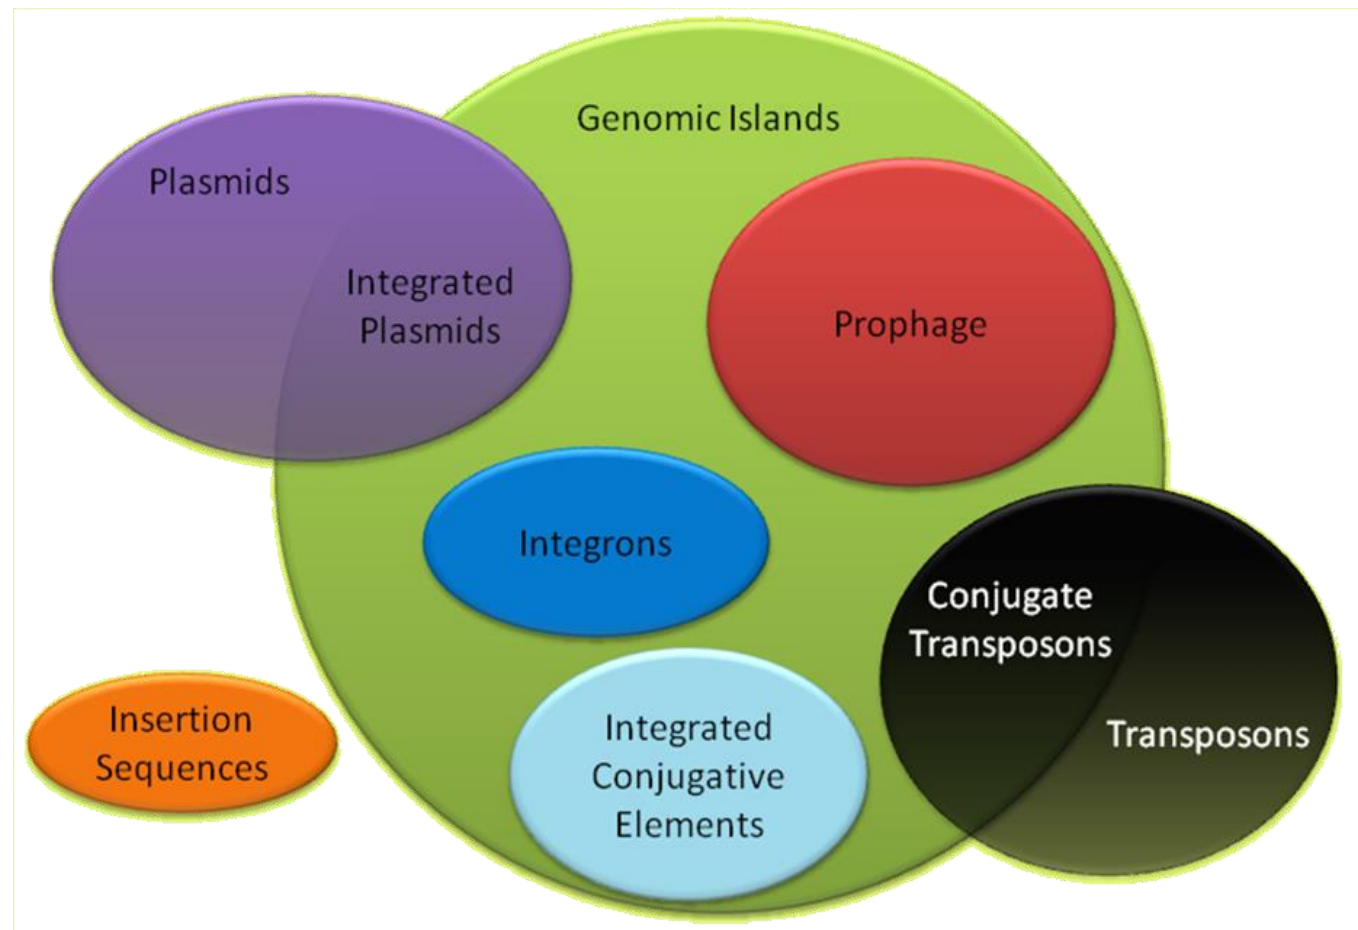 Genomic Islands
Plasmids
Integrated
Plasmids
Prophage
Integrons
Conjugate
Transposons
Transposons
Insertion
Sequences
Integrated
Conjugative
Elements